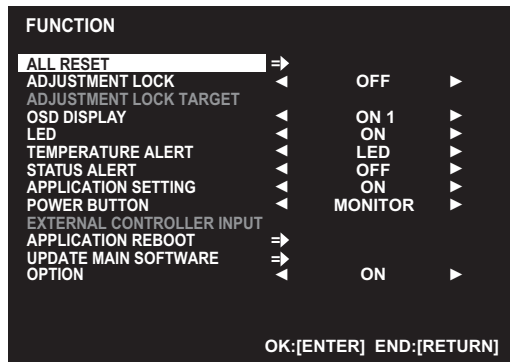 FUNCTION
ALL RESET
ADJUSTMENT LOCK OFF
ADJUSTMENT LOCK TARGET
OSD DISPLAY ON 1
LED ON
TEMPERATURE ALERT LED
STATUS ALERT OFF
APPLICATION SETTING ON
POWER BUTTON MONITOR
EXTERNAL CONTROLLER INPUT
APPLICATION REBOOT
UPDATE MAIN SOFTWARE
OPTION ON
OK:[ENTER] END:[RETURN]